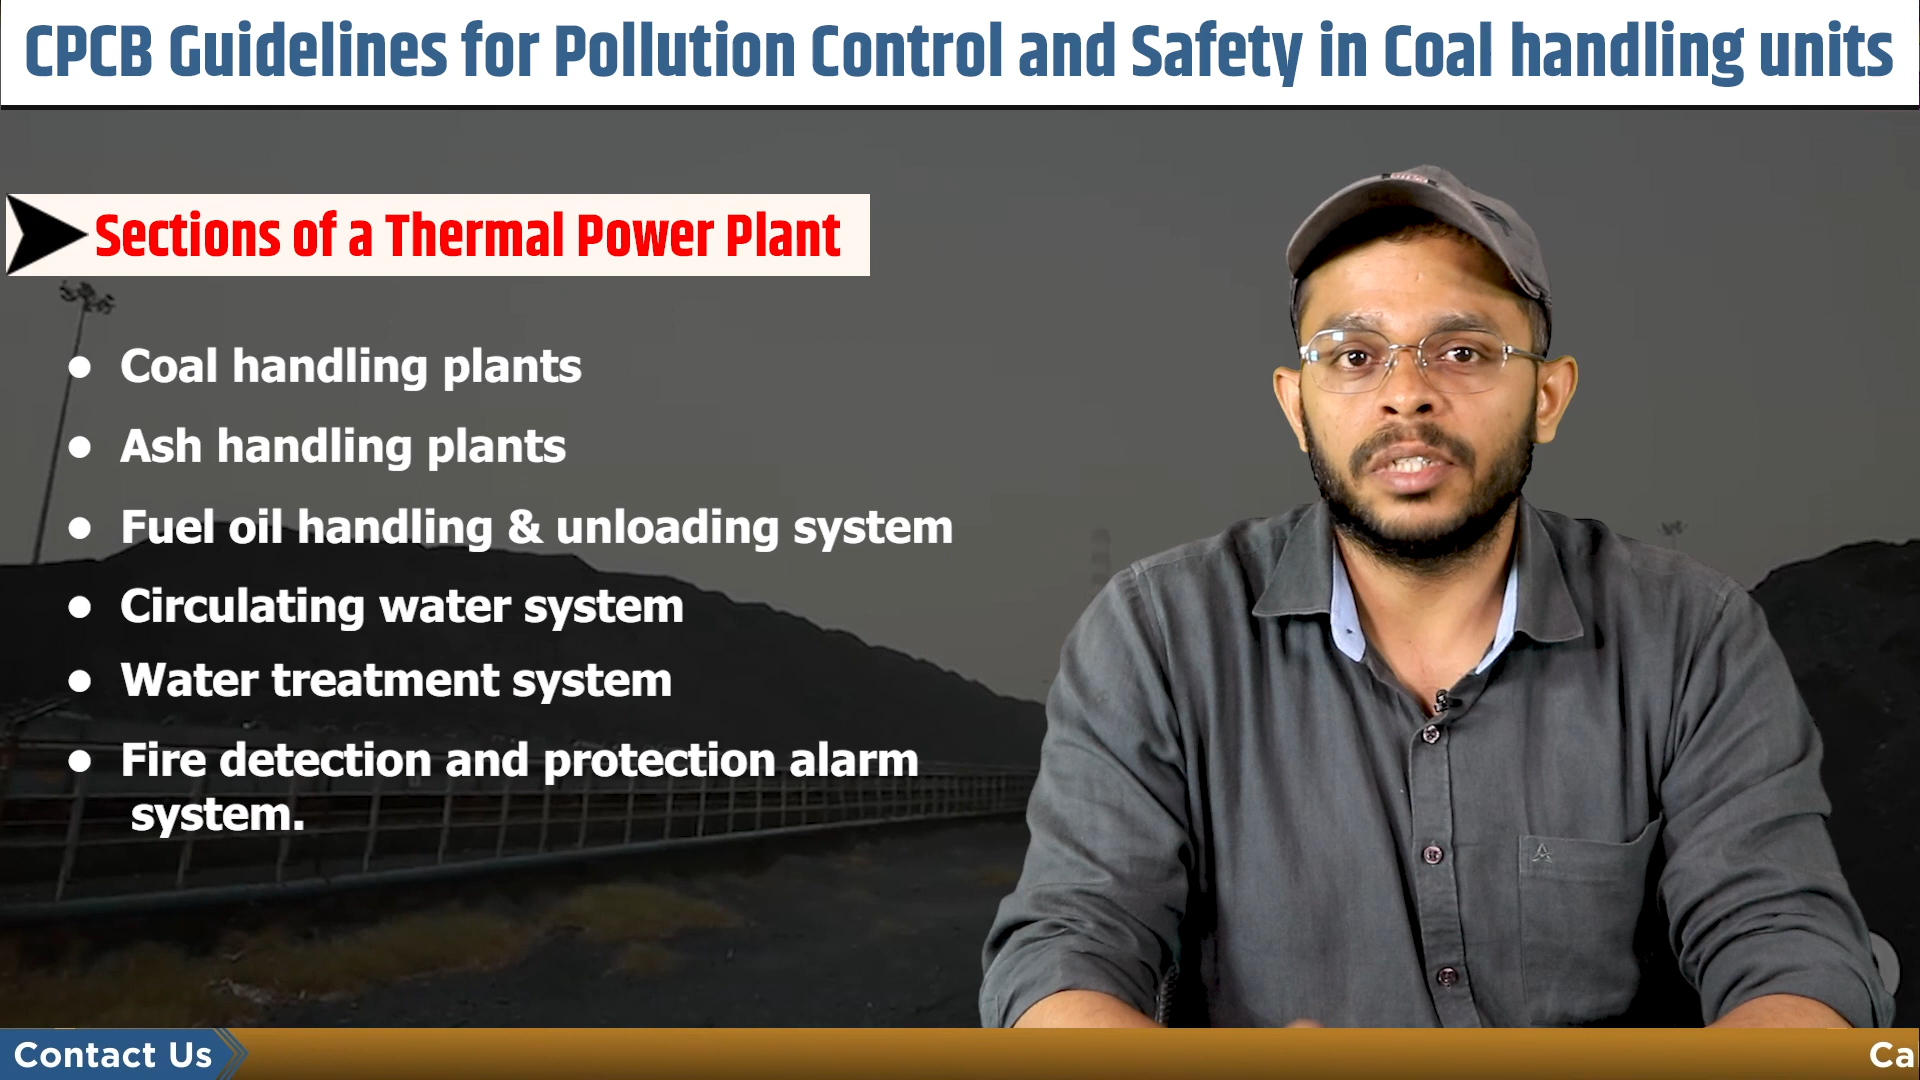 CPCB Guidelines for Pollution Control and Safety in Coal handling units
Sections of a Thermal Power Plant
● Coal handling plants
● Ash handling plants
● Fuel oil handling & unloading system
● Circulating water system
● Water treatment system
● Fire detection and protection alarm
system.
Contact Us
Ca